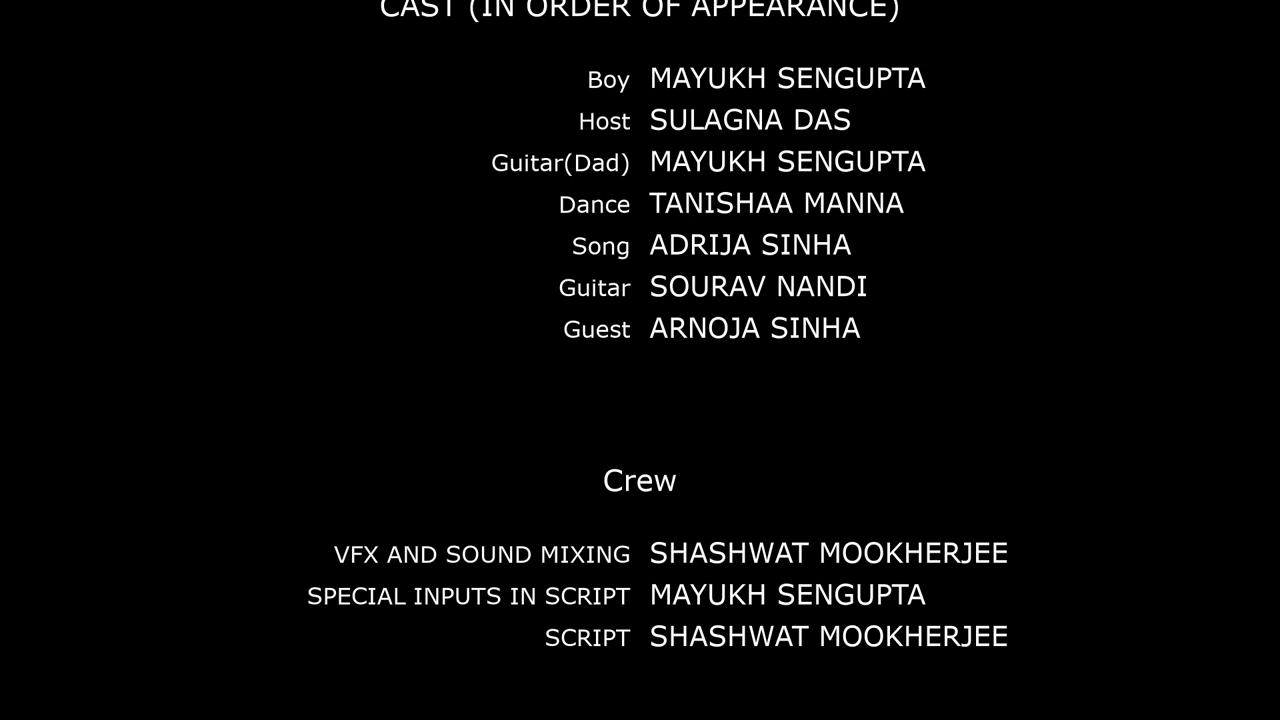 CAST (IN ORDER OF APPEARANCE)
Boy MAYUKH SENGUPTA
Host SULAGNA DAS
Guitar(Dad) MAYUKH SENGUPTA
Dance TANISHAA MANNA
Song ADRIJA SINHA
Guitar SOURAV NANDI
Guest ARNOJA SINHA
Crew
VFX AND SOUND MIXING SHASHWAT MOOKHERJEE
SPECIAL INPUTS IN SCRIPT MAYUKH SENGUPTA
SCRIPT SHASHWAT MOOKHERJEE